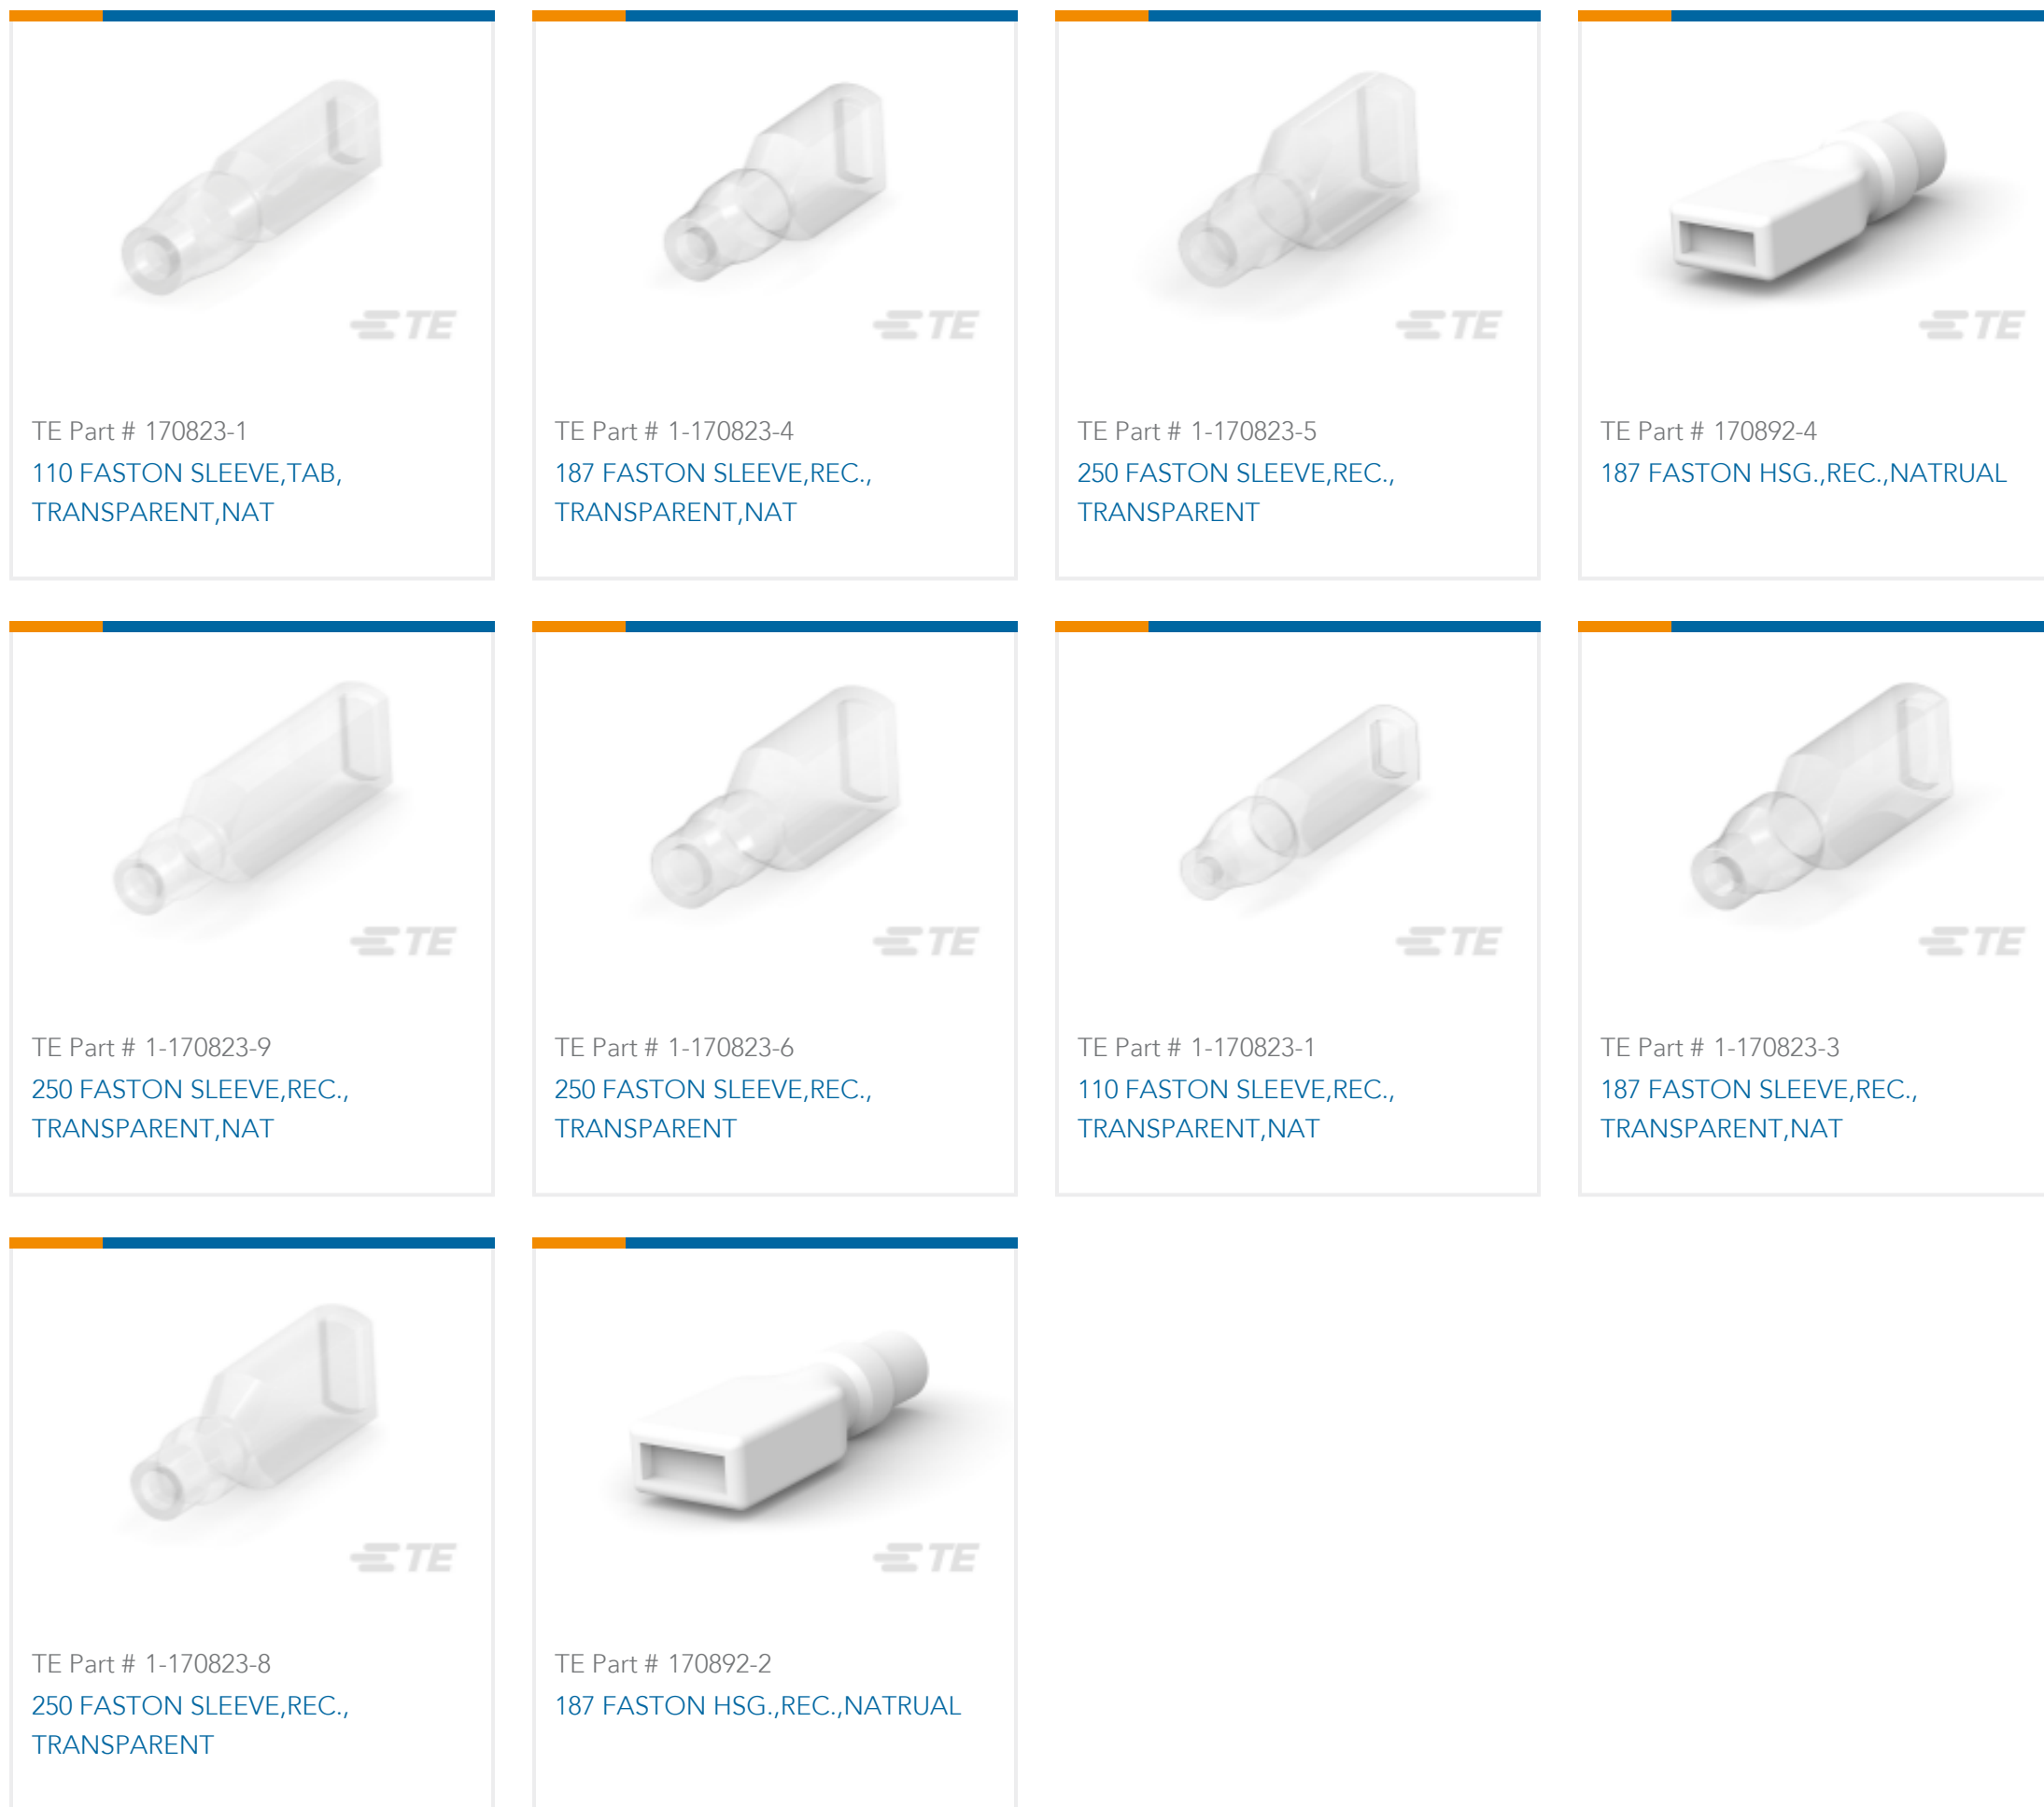 TE
TE
TE
TE
TE Part # 170823-1
110 FASTON SLEEVE,TAB,
TRANSPARENT,NAT
TE Part # 1-170823-4
187 FASTON SLEEVE,REC.,
TRANSPARENT,NAT
TE Part # 1-170823-5
250 FASTON SLEEVE,REC.,
TRANSPARENT
TE Part # 170892-4
187 FASTON HSG.,REC.,NATRUAL
TE
TE
TE
TE
TE Part # 1-170823-9
250 FASTON SLEEVE,REC.,
TRANSPARENT,NAT
TE Part # 1-170823-6
250 FASTON SLEEVE,REC.,
TRANSPARENT
TE Part # 1-170823-1
110 FASTON SLEEVE,REC.,
TRANSPARENT,NAT
TE Part # 1-170823-3
187 FASTON SLEEVE,REC.,
TRANSPARENT,NAT
TE
TE
TE Part # 1-170823-8
250 FASTON SLEEVE,REC.,
TRANSPARENT
TE Part # 170892-2
187 FASTON HSG.,REC.,NATRUAL